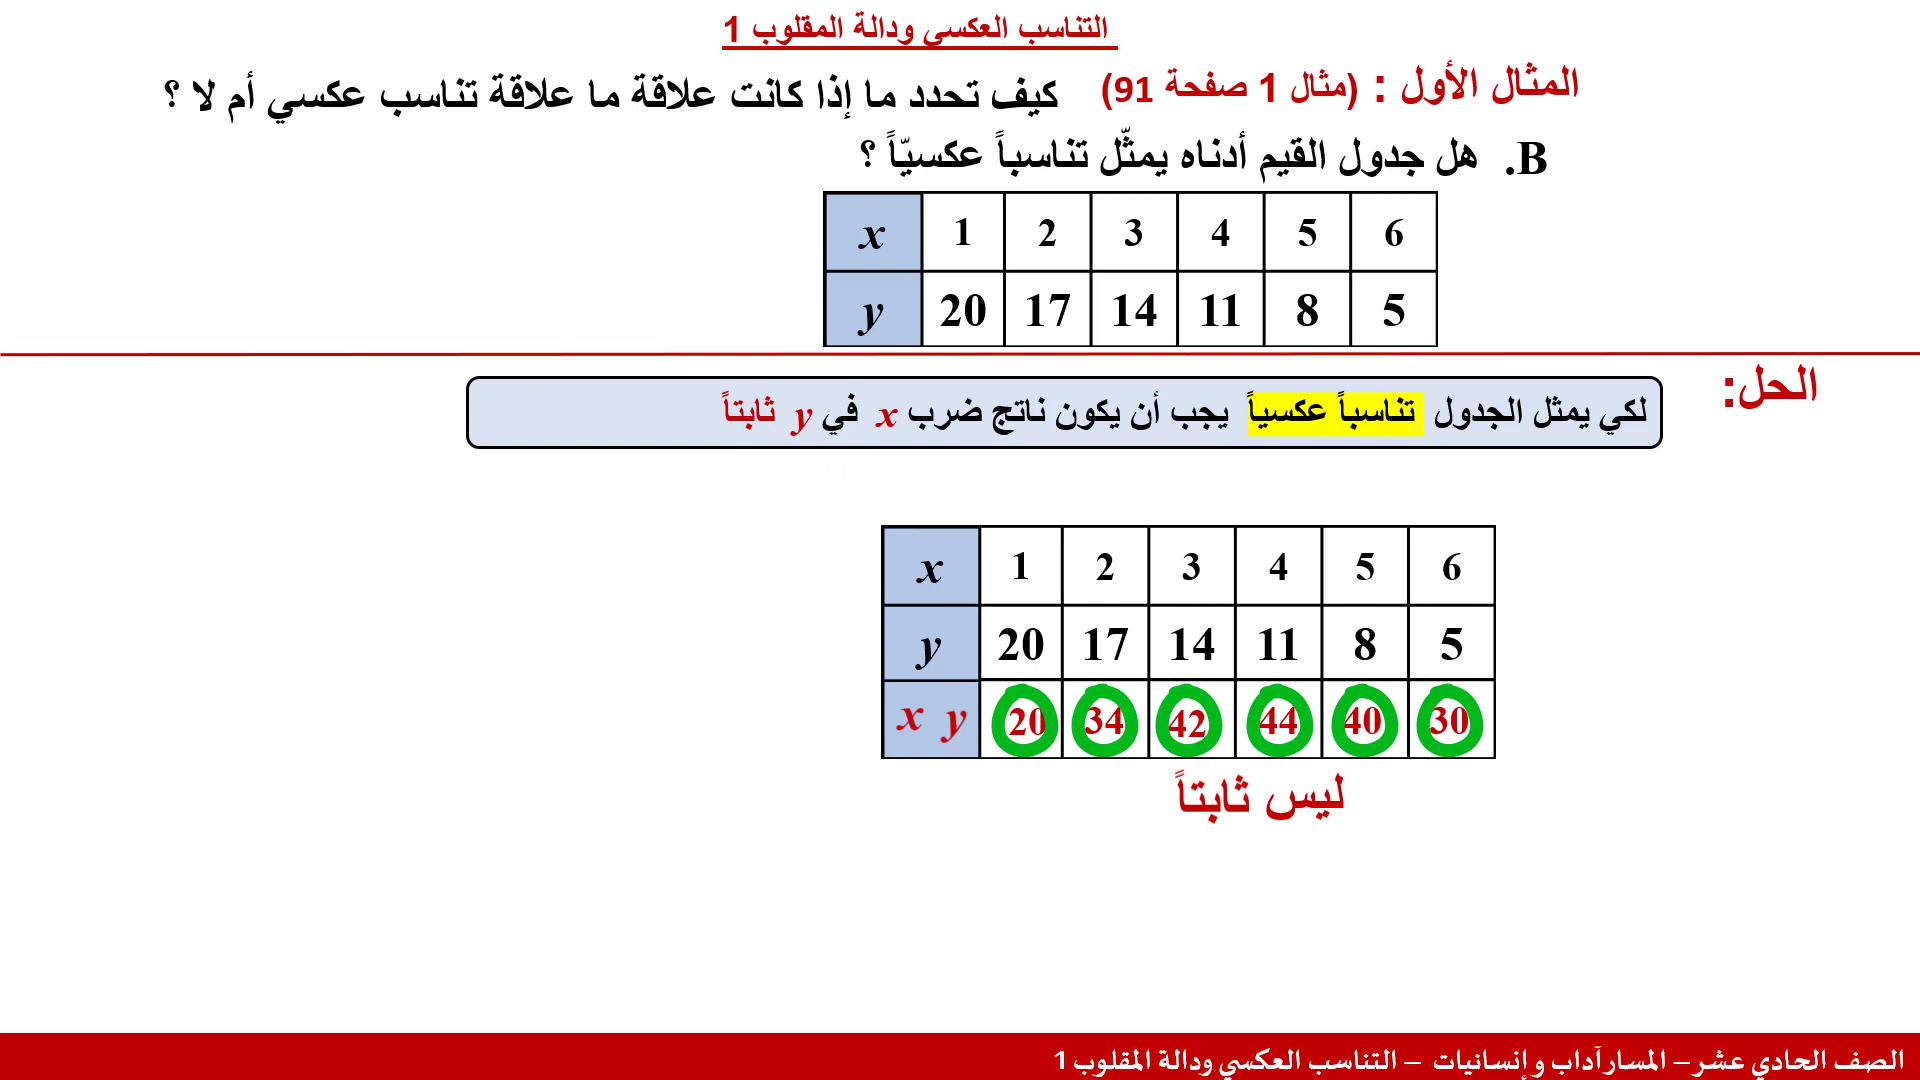 التناسب العكسي ودالة المقلوب 1
المثال الأول : (مثال 1 صفحة 91) كيف تحدد ما إذا كانت علاقة ما علاقة تناسب عكسي أم لا ؟
B. هل جدول القيم أدناه يمثّل تناسباً عكسيّاً ؟
x 1 2 3 4 5 6
y 20 17 14 11 8 5
الحل:
لكي يمثل الجدول تناسباً عكسياً يجب أن يكون ناتج ضرب x في y ثابتاً
x 1 2 3 4 5 6
y 20 17 14 11 8 5
x y 20 34 42 44 40 30
ليس ثابتاً
الصف الحادي عشر – المسار آداب و إنسانيات – التناسب العكسي ودالة المقلوب 1